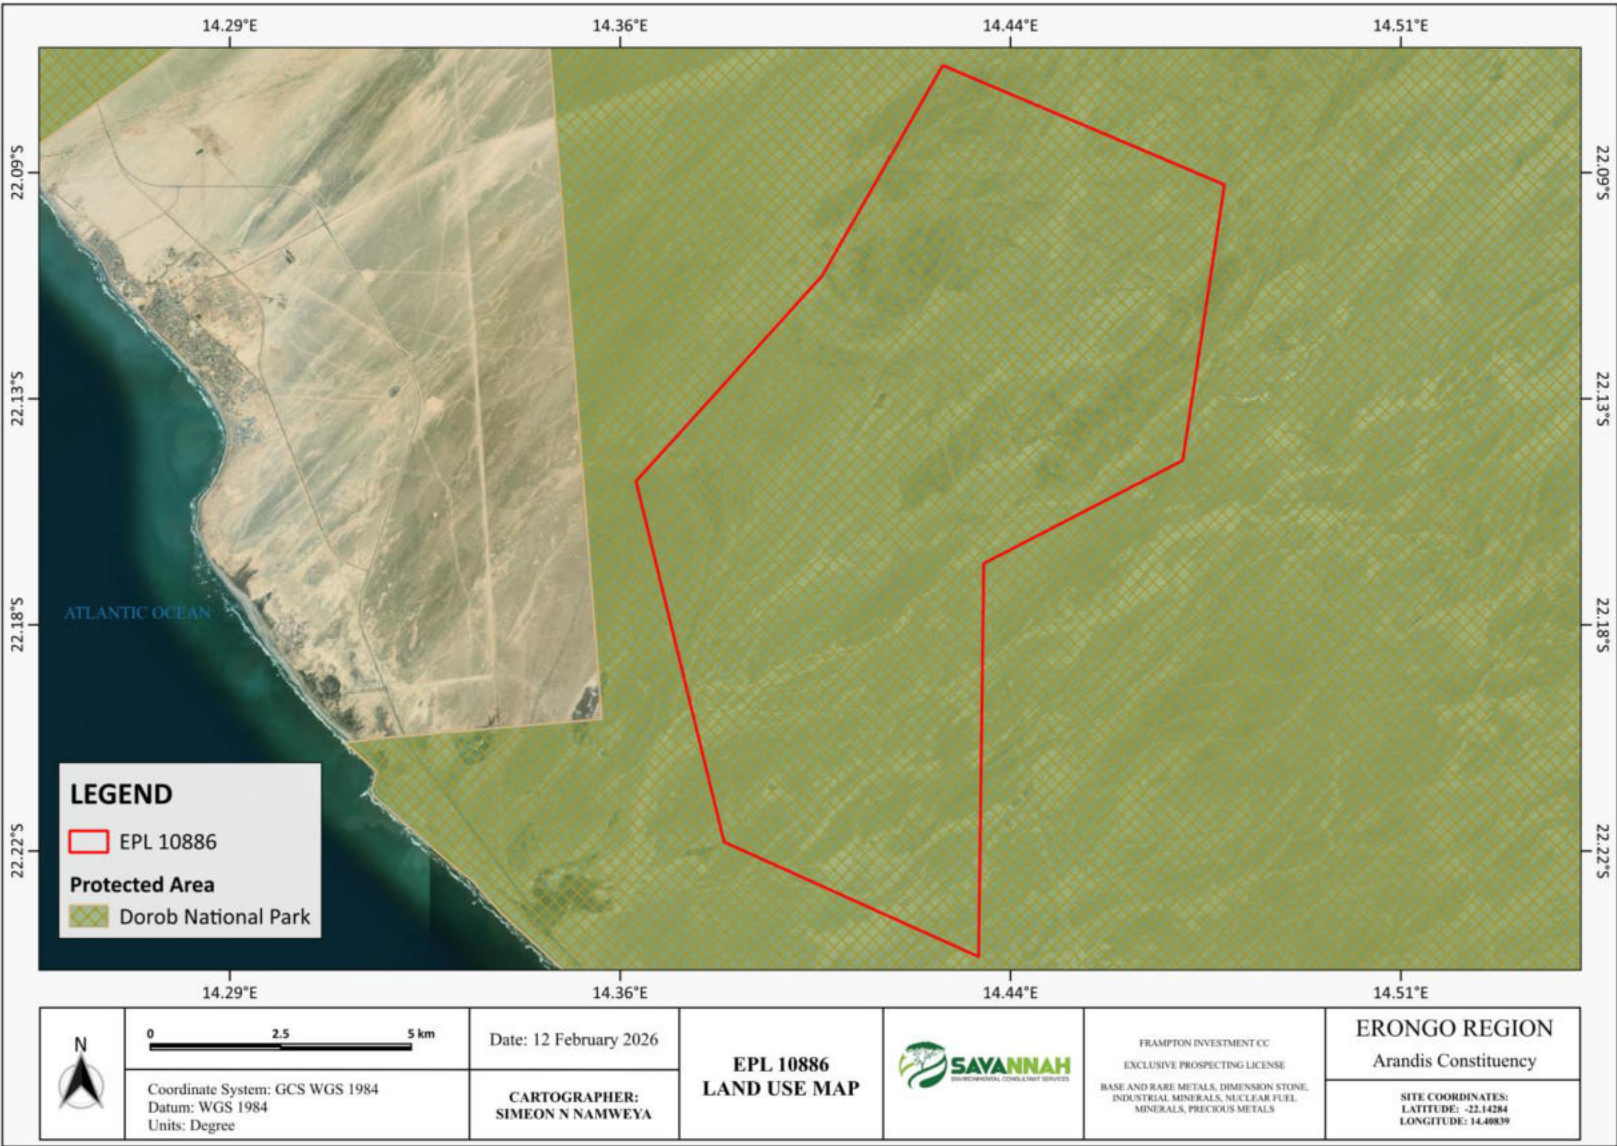 14.29°E
14.36°E
14.44°E
14.51°E
22.09°S
22.09°S
22.13°S
22.13°S
ATLANTIC OCEAN
22.18°S
22.18°S
22.22°S
22.22°S
LEGEND
EPL 10886
Protected Area
Dorob National Park
14.29°E
14.36°E
14.44°E
14.51°E
N
0 2.5 5 km
Coordinate System: GCS WGS 1984
Datum: WGS 1984
Units: Degree
Date: 12 February 2026
CARTOGRAPHER:
SIMEON N NAMWEYA
EPL 10886
LAND USE MAP
SAVANNAH
ENVIRONMENTAL CONSULTANT SERVICES
FRAMPTON INVESTMENT CC
EXCLUSIVE PROSPECTING LICENSE
BASE AND RARE METALS, DIMENSION STONE,
INDUSTRIAL MINERALS, NUCLEAR FUEL
MINERALS, PRECIOUS METALS
ERONGO REGION
Arandis Constituency
SITE COORDINATES:
LATITUDE: -22.14284
LONGITUDE: 14.40839